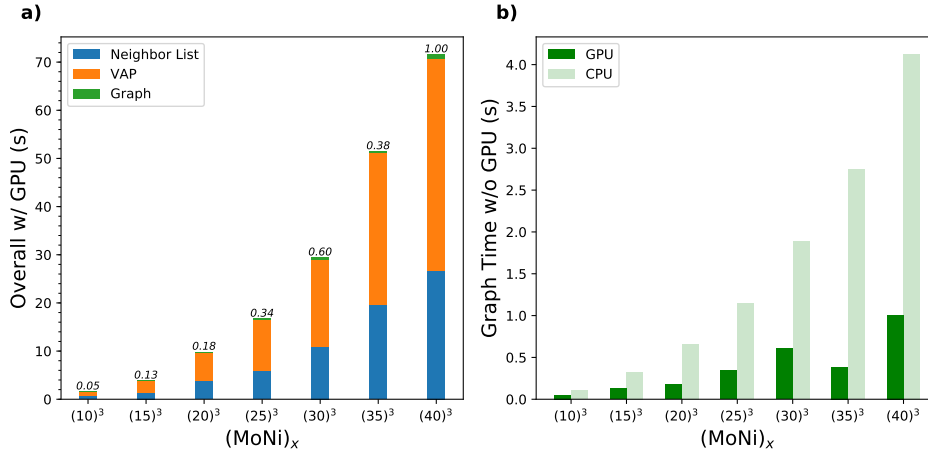 a)
Overall w/ GPU (s)
70
60
50
40
30
20
10
0
Neighbor List
VAP
Graph
0.05
0.13
0.18
0.34
0.60
0.38
1.00
(10)³ (15)³ (20)³ (25)³ (30)³ (35)³ (40)³
(MoNi)ₓ
b)
Graph Time w/o GPU (s)
4.0
3.5
3.0
2.5
2.0
1.5
1.0
0.5
0.0
GPU
CPU
(10)³ (15)³ (20)³ (25)³ (30)³ (35)³ (40)³
(MoNi)ₓ